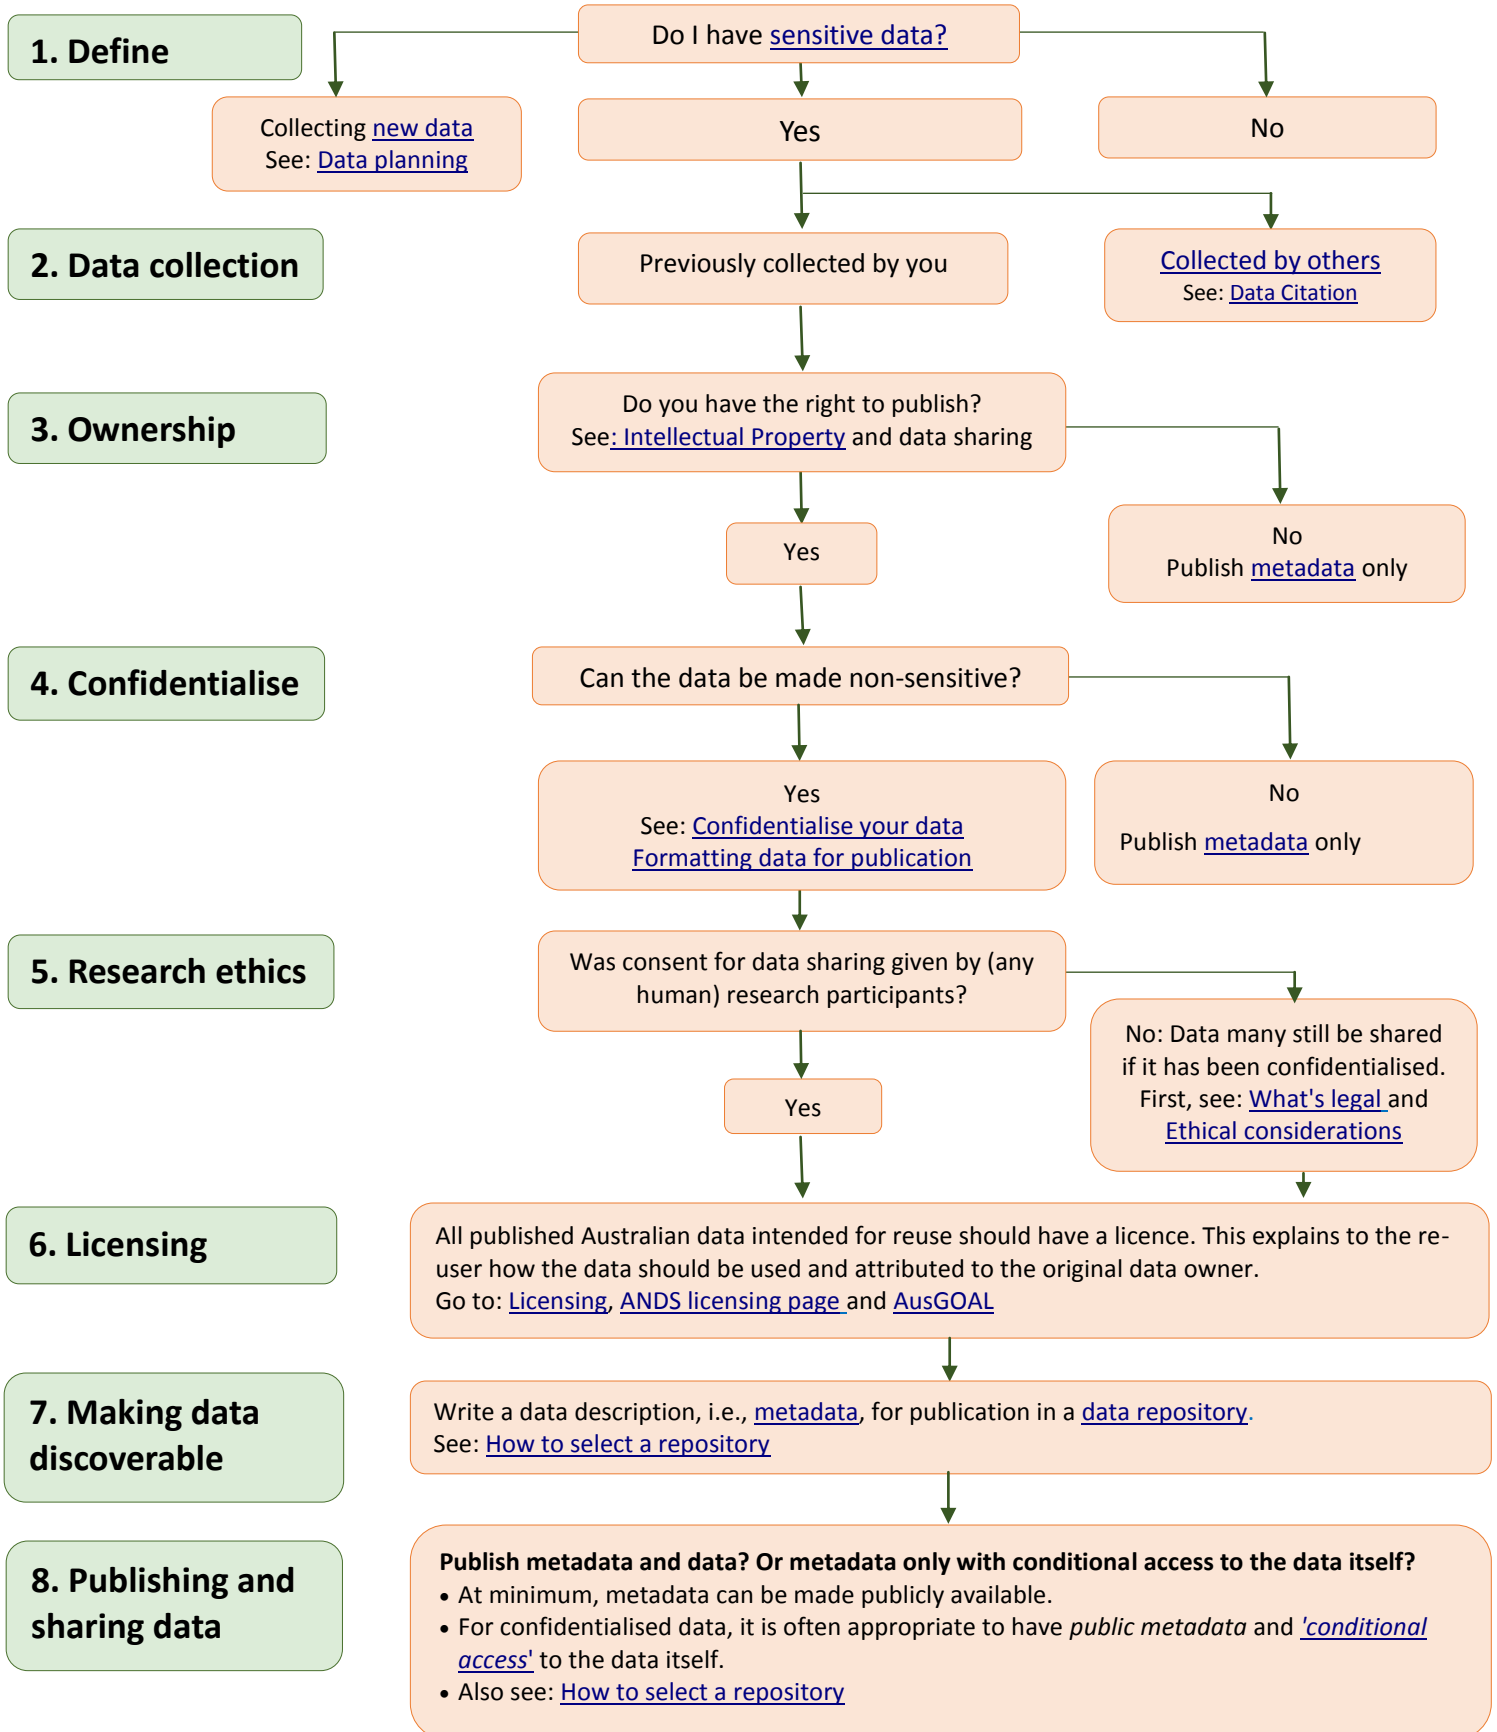 1. Define
Do I have sensitive data?
Collecting new data
See: Data planning
Yes
No
2. Data collection
Previously collected by you
Collected by others
See: Data Citation
3. Ownership
Do you have the right to publish?
See: Intellectual Property and data sharing
Yes
No
Publish metadata only
4. Confidentialise
Can the data be made non-sensitive?
Yes
See: Confidentialise your data
Formatting data for publication
No
Publish metadata only
5. Research ethics
Was consent for data sharing given by (any
human) research participants?
Yes
No: Data many still be shared
if it has been confidentialised.
First, see: What's legal and
Ethical considerations
6. Licensing
All published Australian data intended for reuse should have a licence. This explains to the re-
user how the data should be used and attributed to the original data owner.
Go to: Licensing, ANDS licensing page and AusGOAL
7. Making data
discoverable
Write a data description, i.e., metadata, for publication in a data repository.
See: How to select a repository
8. Publishing and
sharing data
Publish metadata and data? Or metadata only with conditional access to the data itself?
• At minimum, metadata can be made publicly available.
• For confidentialised data, it is often appropriate to have public metadata and 'conditional
access' to the data itself.
• Also see: How to select a repository